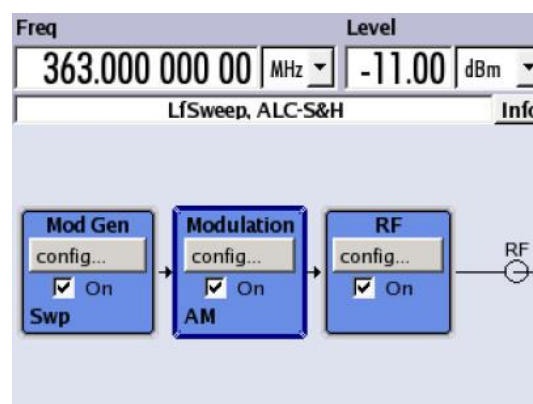 Freq Level
363.000 000 00 MHz -11.00 dBm
LfSweep, ALC-S&H Info
Mod Gen Modulation RF
config... config... config... RF
On On On
Swp AM